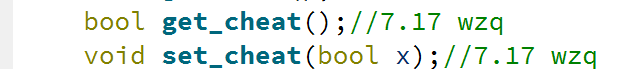 bool get_cheat();//7.17 wzq
void set_cheat(bool x);//7.17 wzq